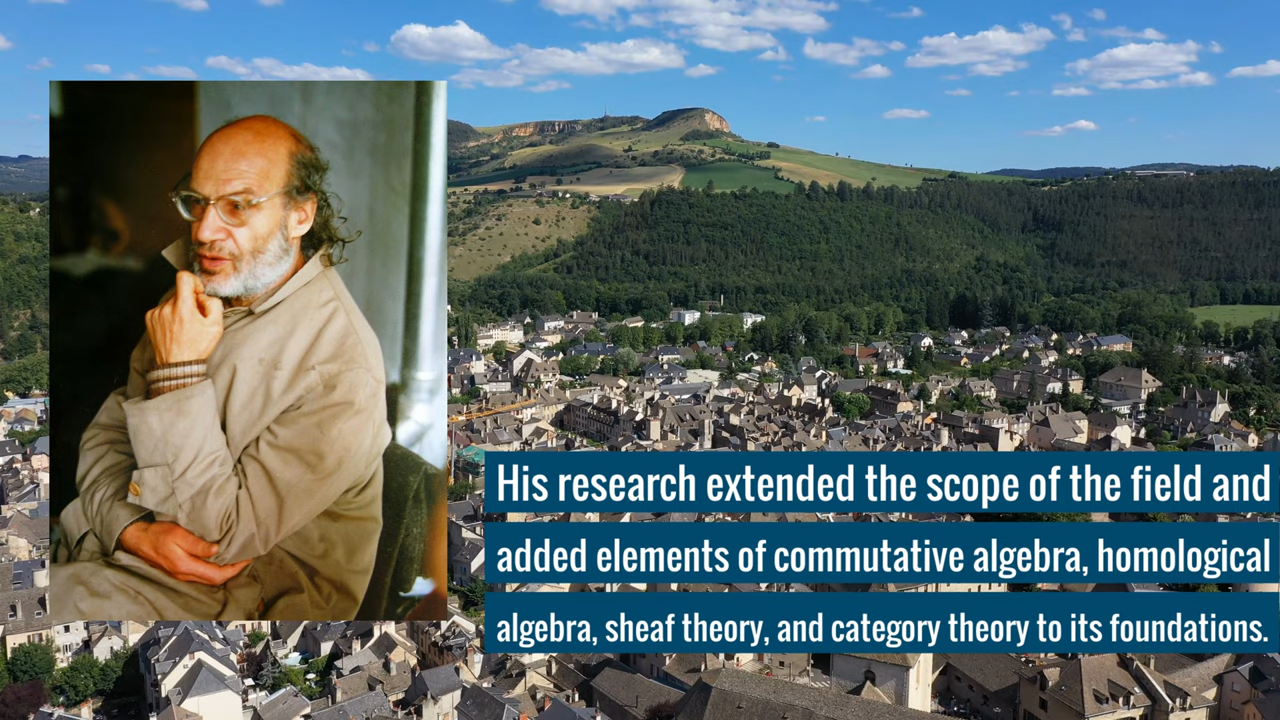 His research extended the scope of the field and
added elements of commutative algebra, homological
algebra, sheaf theory, and category theory to its foundations.